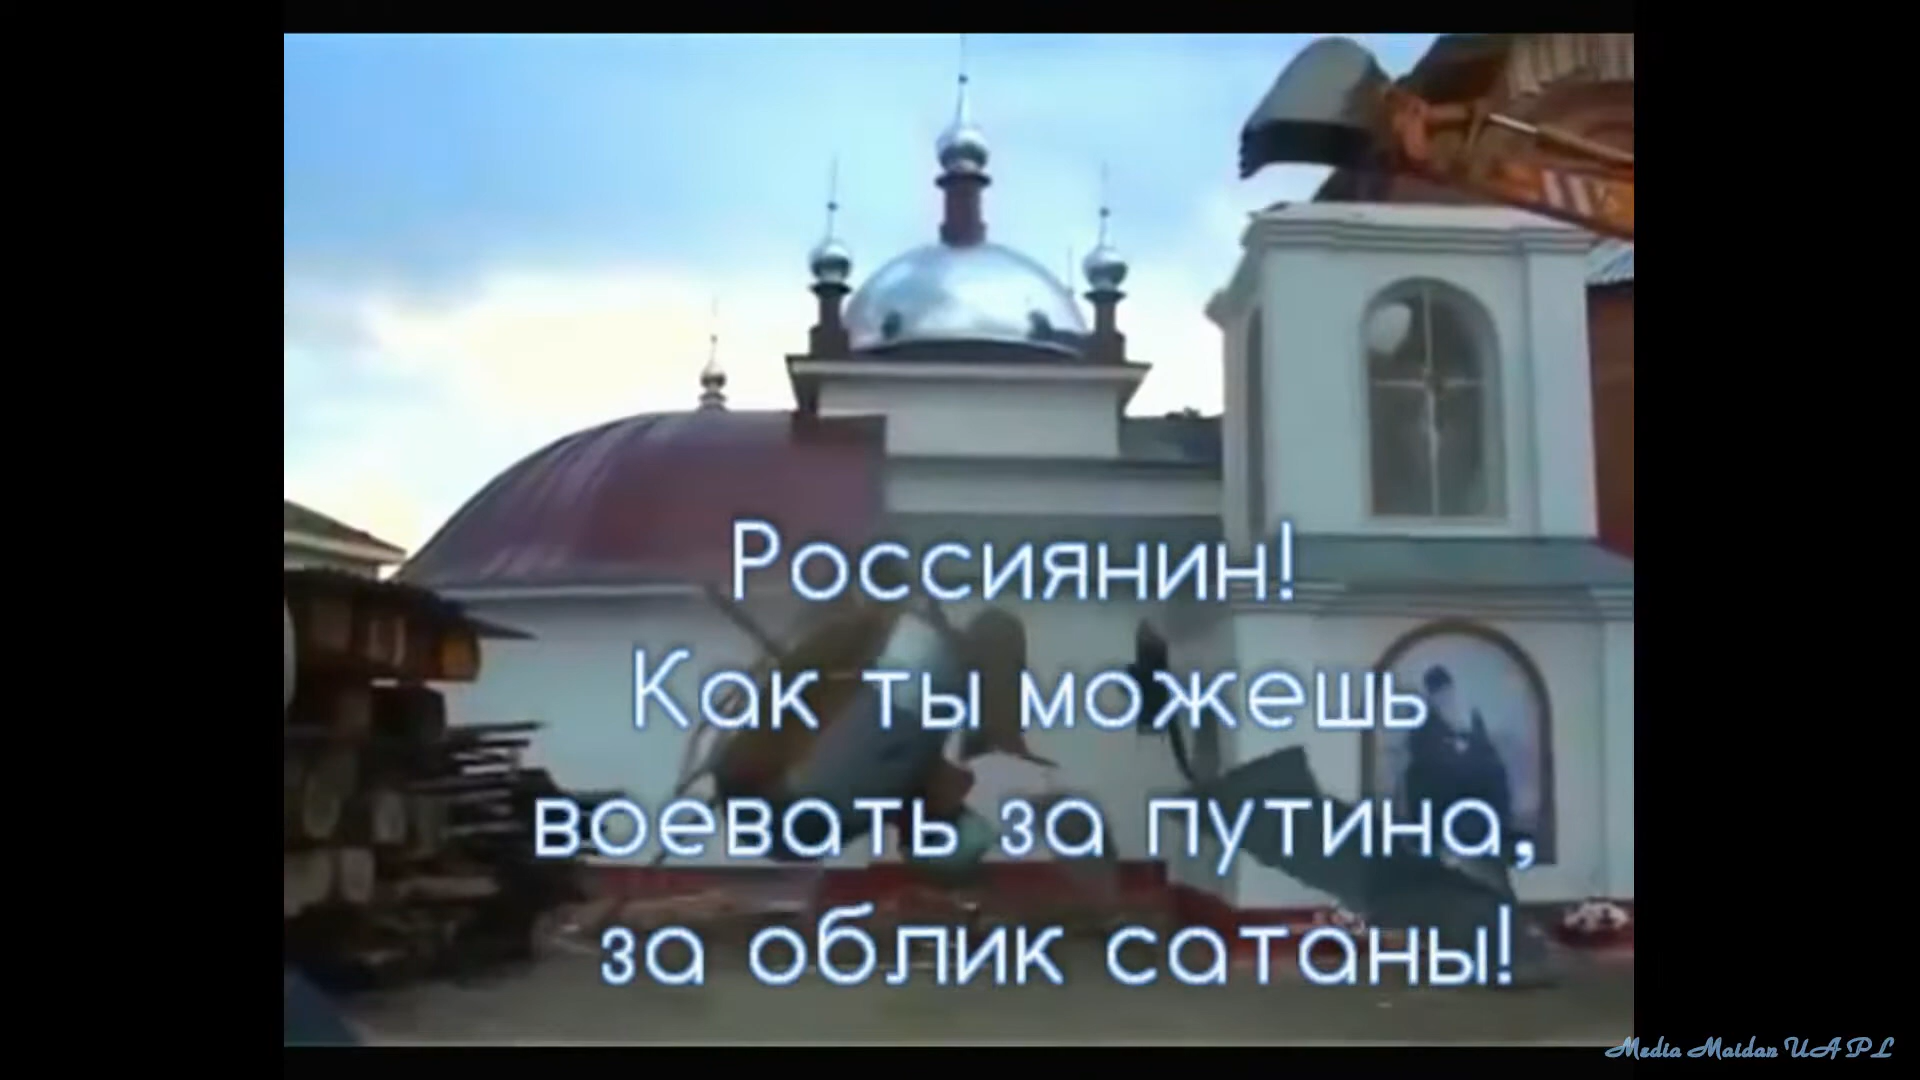 Россиянин!
Как ты можешь
воевать за путина,
за облик сатаны!
Media Maidan UA PL